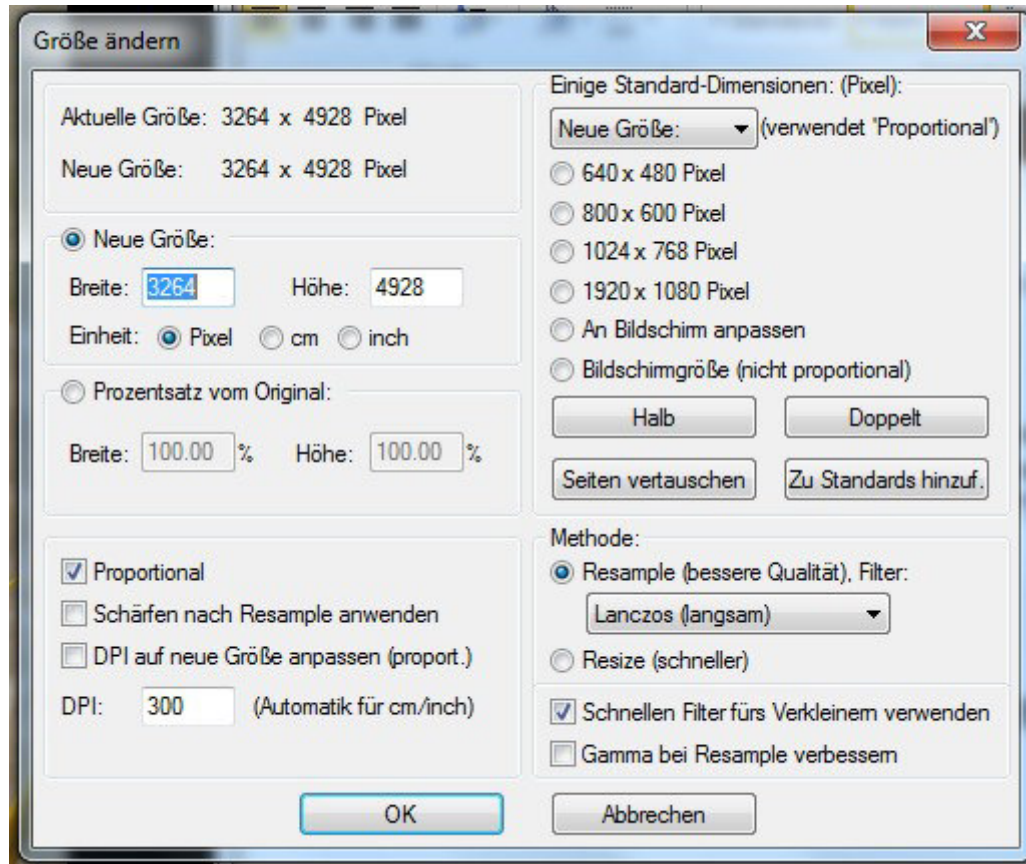 Größe ändern
Aktuelle Größe: 3264 x 4928 Pixel
Neue Größe: 3264 x 4928 Pixel
Neue Größe:
Breite: 3264 Höhe: 4928
Einheit: Pixel cm inch
Prozentsatz vom Original:
Breite: 100.00 % Höhe: 100.00 %
Proportional
Schärfen nach Resample anwenden
DPI auf neue Größe anpassen (proport.)
DPI: 300 (Automatik für cm/inch)
Einige Standard-Dimensionen: (Pixel):
Neue Größe: (verwendet "Proportional")
640 x 480 Pixel
800 x 600 Pixel
1024 x 768 Pixel
1920 x 1080 Pixel
An Bildschirm anpassen
Bildschirmgröße (nicht proportional)
Halb Doppelt
Seiten vertauschen Zu Standards hinzuf.
Methode:
Resample (bessere Qualität), Filter:
Lanczos (langsam)
Resize (schneller)
Schnellen Filter fürs Verkleinern verwenden
Gamma bei Resample verbessern
OK Abbrechen